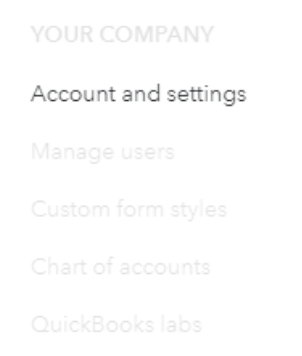 YOUR COMPANY
Account and settings
Manage users
Custom form styles
Chart of accounts
QuickBooks labs